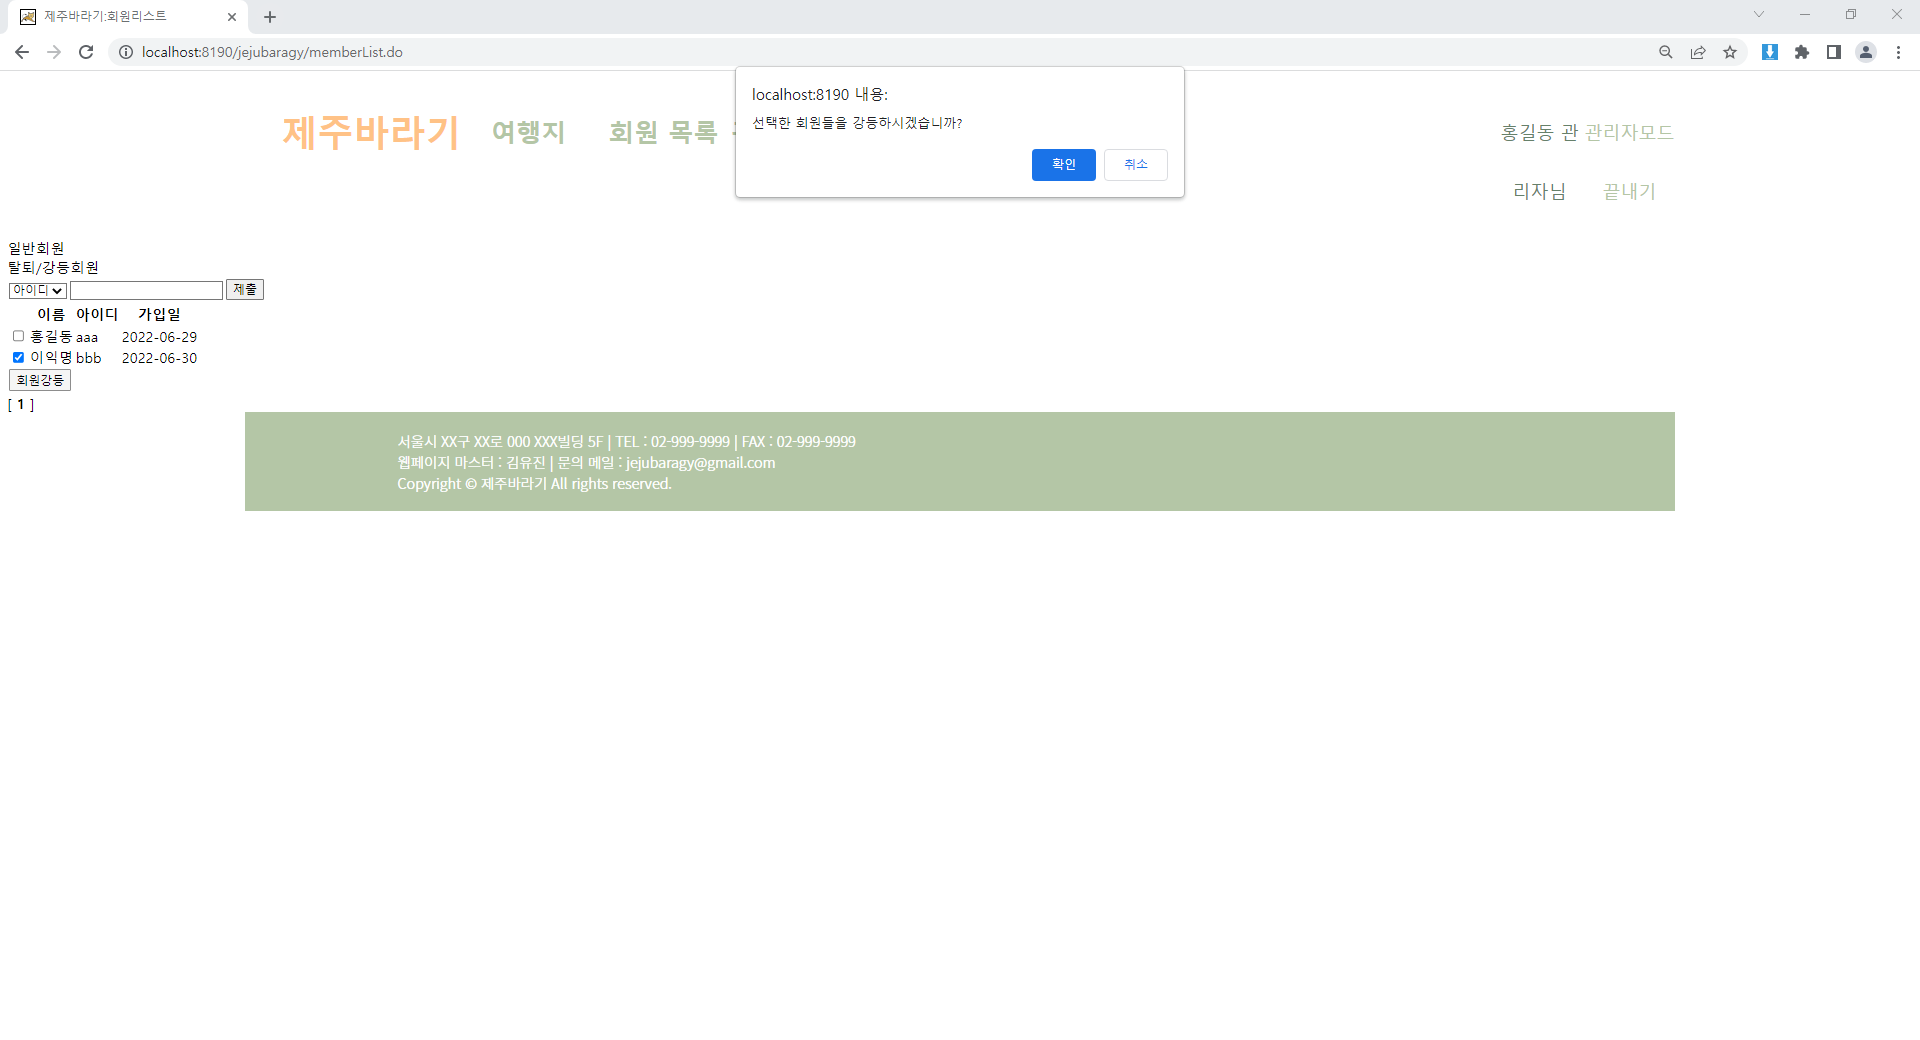 제주바라기:회원리스트
localhost:8190/jejubaragy/memberList.do
localhost:8190 내용:
선택한 회원들을 강등하시겠습니까?
확인 취소
제주바라기 여행지 회원 목록
홍길동 관 관리자모드
리자님 끝내기
일반회원
탈퇴/강등회원
아이디 제출
이름 아이디 가입일
홍길동 aaa 2022-06-29
이익명 bbb 2022-06-30
회원강등
[ 1 ]
서울시 XX구 XX로 000 XXX빌딩 5F | TEL : 02-999-9999 | FAX : 02-999-9999
웹페이지 마스터 : 김유진 | 문의 메일 : jejubaragy@gmail.com
Copyright © 제주바라기 All rights reserved.